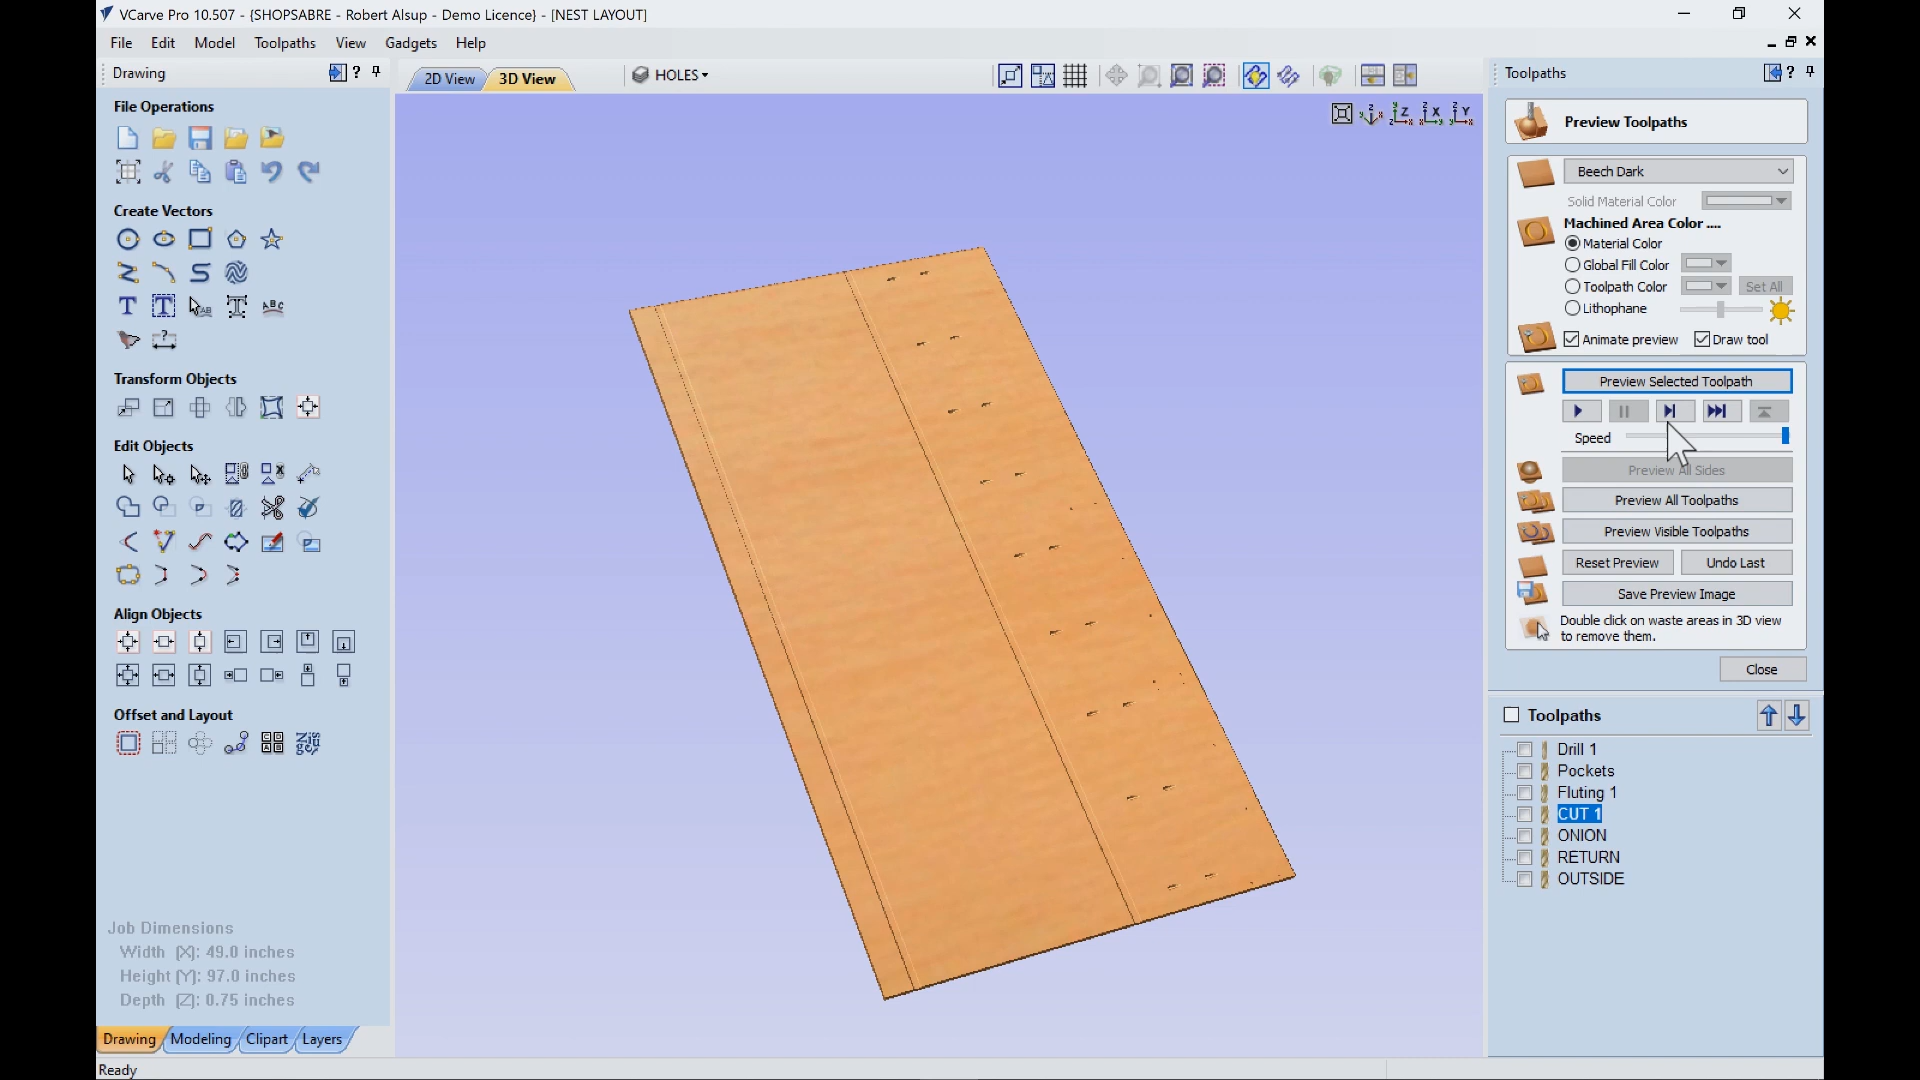 VCarve Pro 10.507 - {SHOPSABRE - Robert Alsup - Demo Licence} - [NEST LAYOUT]
File Edit Model Toolpaths View Gadgets Help
Drawing
2D View 3D View HOLES
Toolpaths
File Operations
Create Vectors
Transform Objects
Edit Objects
Align Objects
Offset and Layout
Job Dimensions
Width (X): 49.0 inches
Height (Y): 97.0 inches
Depth (Z): 0.75 inches
Drawing Modeling Clipart Layers
Ready
Preview Toolpaths
Beech Dark
Solid Material Color
Machined Area Color ....
Material Color
Global Fill Color
Toolpath Color Set All
Lithophane
Animate preview Draw tool
Preview Selected Toolpath
Speed
Preview All Sides
Preview All Toolpaths
Preview Visible Toolpaths
Reset Preview Undo Last
Save Preview Image
Double click on waste areas in 3D view
to remove them.
Close
Toolpaths
Drill 1
Pockets
Fluting 1
CUT 1
ONION
RETURN
OUTSIDE